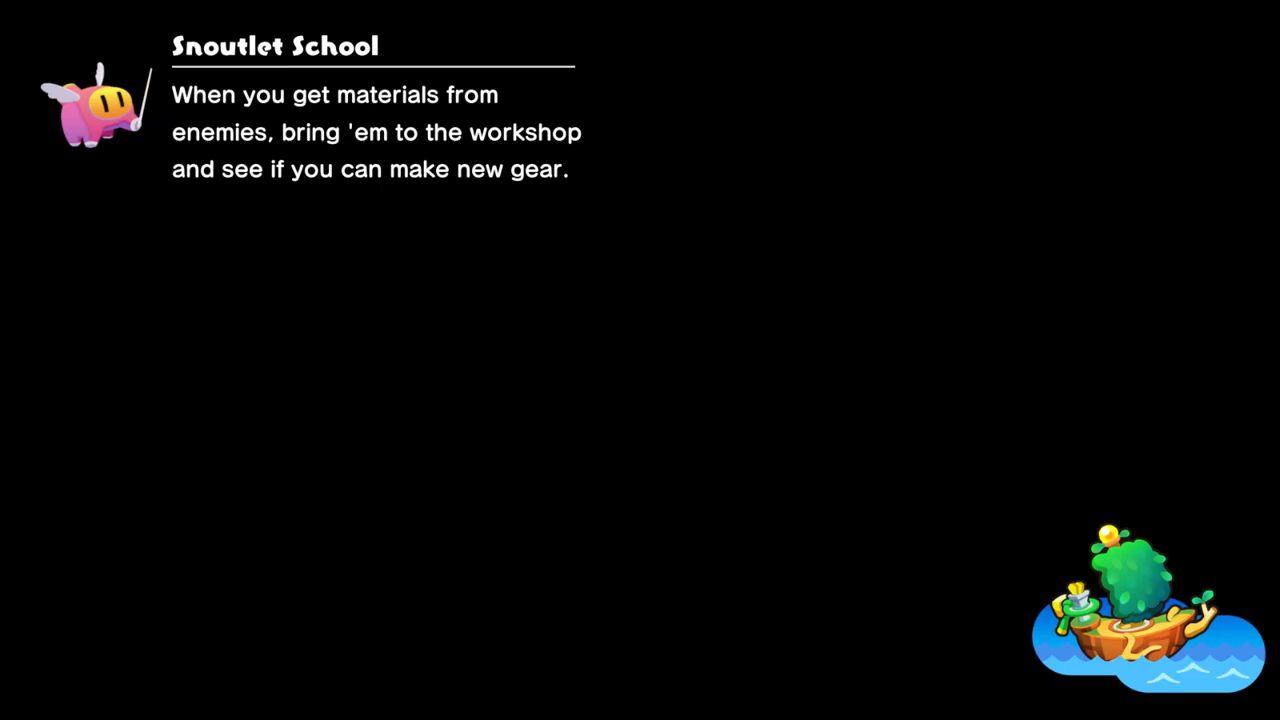 Snoutlet School
When you get materials from
enemies, bring 'em to the workshop
and see if you can make new gear.